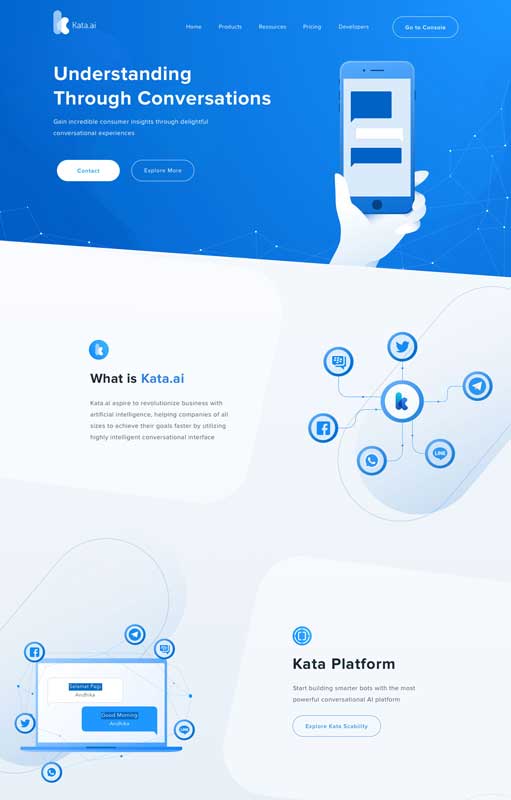 Kata.ai
Home Products Resources Pricing Developers Go to Console
Understanding
Through Conversations
Gain incredible consumer insights through delightful
conversational experiences
Contact Explore More
What is Kata.ai
Kata.ai aspire to revolutionize business with
artificial intelligence, helping companies of all
sizes to achieve their goals faster by utilizing
highly intelligent conversational interface
LINE
Kata Platform
Start building smarter bots with the most
powerful conversational AI platform
Explore Kata Scability
Selamat Pagi
Andhika
Good Morning
Andhika
LINE